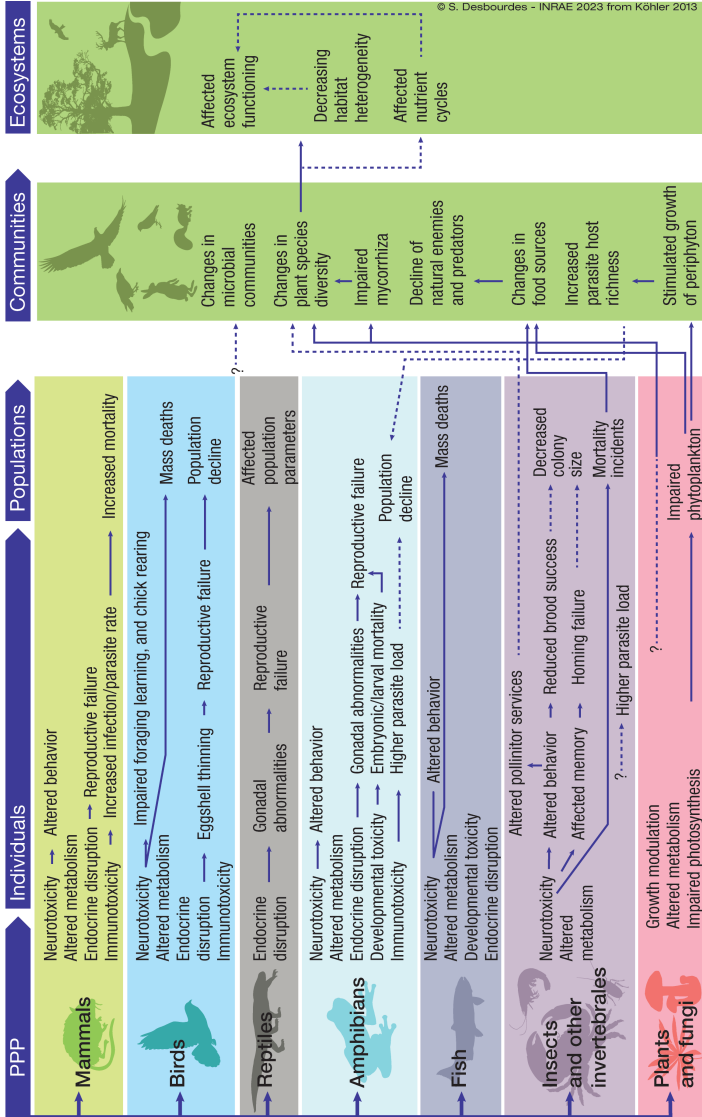 © S. Desbourdes - INRAE 2023 from Köhler 2013
PPP
Individuals
Populations
Communities
Ecosystems
Mammals
Neurotoxicity
Altered behavior
Altered metabolism
Endocrine disruption
Reproductive failure
Immunotoxicity
Increased infection/parasite rate
Increased mortality
Birds
Neurotoxicity
Impaired foraging learning, and chick rearing
Altered metabolism
Endocrine
disruption
Eggshell thinning
Reproductive failure
Immunotoxicity
Mass deaths
Population
decline
Reptiles
Endocrine
disruption
Gonadal
abnormalities
Reproductive
failure
Affected
population
parameters
Amphibians
Neurotoxicity
Altered behavior
Altered metabolism
Endocrine disruption
Gonadal abnormalities
Reproductive failure
Developmental toxicity
Embryonic/larval mortality
Immunotoxicity
Higher parasite load
Population
decline
Fish
Neurotoxicity
Altered behavior
Altered metabolism
Developmental toxicity
Endocrine disruption
Mass deaths
Insects
and other
invertebrales
Altered pollinitor services
Neurotoxicity
Altered behavior
Reduced brood success
Altered
metabolism
Affected memory
Homing failure
Decreased
colony
size
Mortality
incidents
?
Higher parasite load
Plants
and fungi
Growth modulation
Altered metabolism
Impaired photosynthesis
?
Impaired
phytoplankton
?
Changes in
microbial
communities
Changes in
plant species
diversity
Impaired
mycorrhiza
Decline of
natural enemies
and predators
Changes in
food sources
Increased
parasite host
richness
Stimulated growth
of periphyton
Affected
ecosystem
functioning
Decreasing
habitat
heterogeneity
Affected
nutrient
cycles